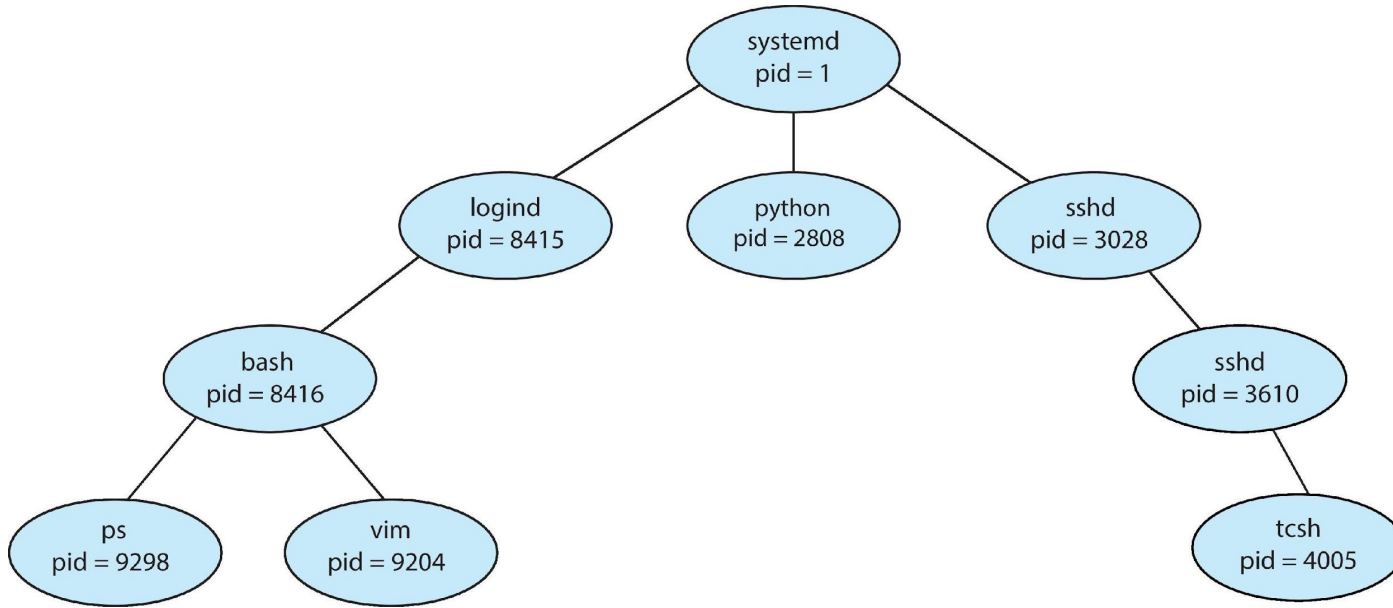 systemd
pid = 1
logind
pid = 8415
python
pid = 2808
sshd
pid = 3028
bash
pid = 8416
sshd
pid = 3610
ps
pid = 9298
vim
pid = 9204
tcsh
pid = 4005